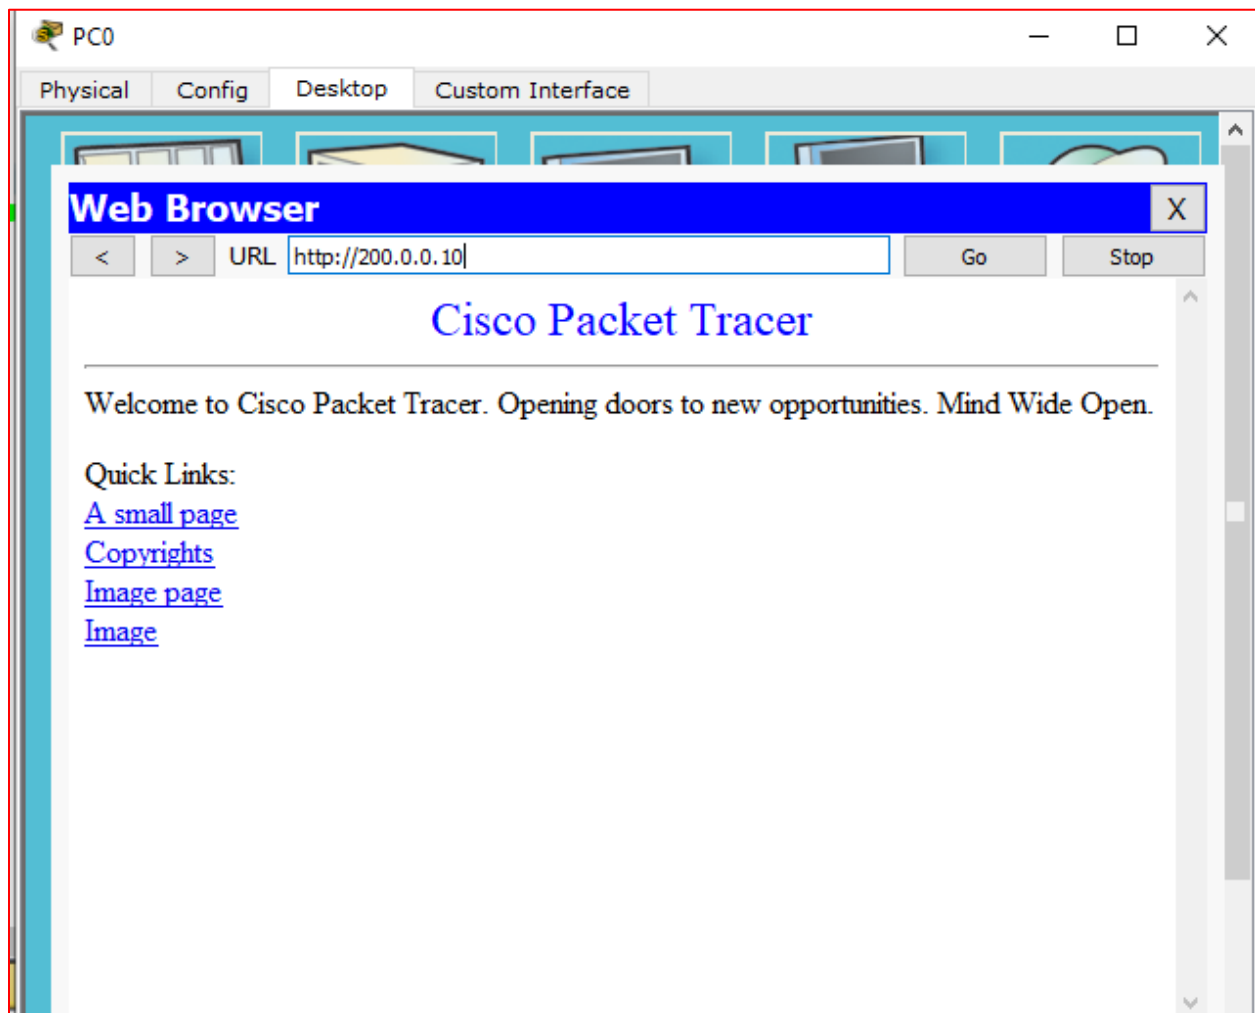 PC0
Physical Config Desktop Custom Interface
Web Browser X
< > URL http://200.0.0.10 Go Stop
Cisco Packet Tracer
Welcome to Cisco Packet Tracer. Opening doors to new opportunities. Mind Wide Open.
Quick Links:
A small page
Copyrights
Image page
Image